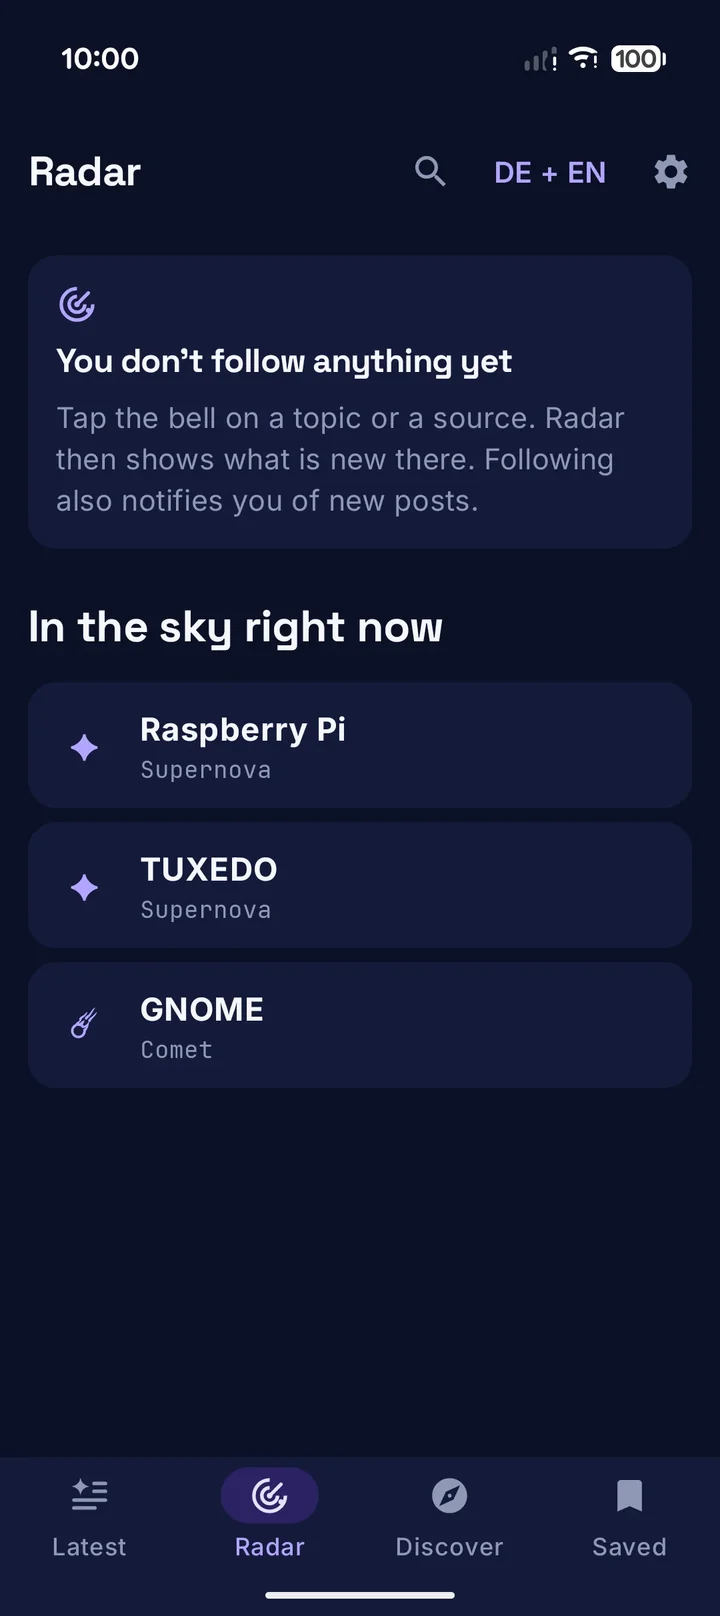 10:00
100
Radar
DE + EN
You don’t follow anything yet
Tap the bell on a topic or a source. Radar
then shows what is new there. Following
also notifies you of new posts.
In the sky right now
Raspberry Pi
Supernova
TUXEDO
Supernova
GNOME
Comet
Latest
Radar
Discover
Saved